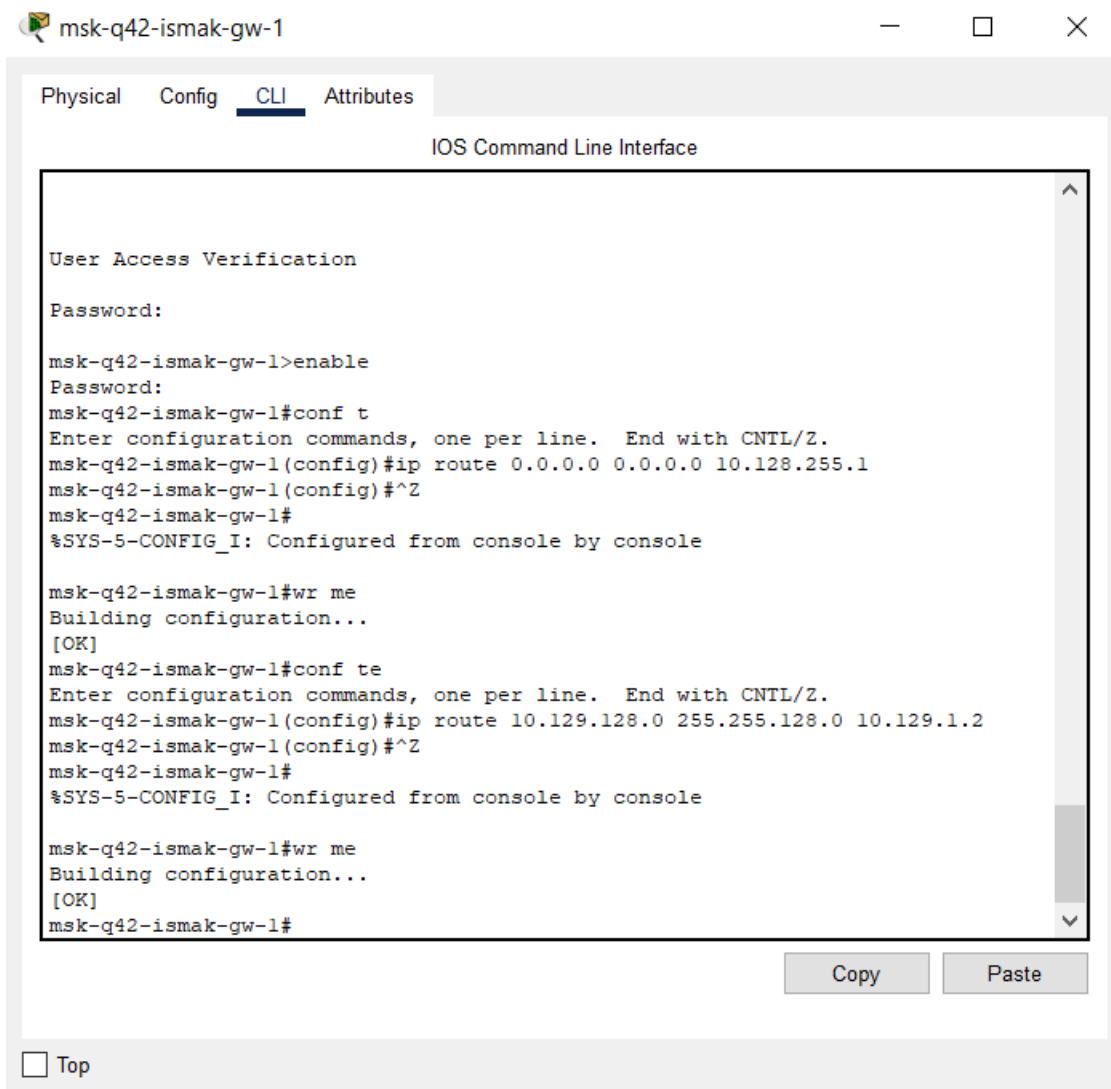 msk-q42-ismak-gw-1
Physical Config CLI Attributes
IOS Command Line Interface
User Access Verification
Password:
msk-q42-ismak-gw-1>enable
Password:
msk-q42-ismak-gw-1#conf t
Enter configuration commands, one per line.  End with CNTL/Z.
msk-q42-ismak-gw-1(config)#ip route 0.0.0.0 0.0.0.0 10.128.255.1
msk-q42-ismak-gw-1(config)#^Z
msk-q42-ismak-gw-1#
%SYS-5-CONFIG_I: Configured from console by console
msk-q42-ismak-gw-1#wr me
Building configuration...
[OK]
msk-q42-ismak-gw-1#conf te
Enter configuration commands, one per line.  End with CNTL/Z.
msk-q42-ismak-gw-1(config)#ip route 10.129.128.0 255.255.128.0 10.129.1.2
msk-q42-ismak-gw-1(config)#^Z
msk-q42-ismak-gw-1#
%SYS-5-CONFIG_I: Configured from console by console
msk-q42-ismak-gw-1#wr me
Building configuration...
[OK]
msk-q42-ismak-gw-1#
Copy Paste
Top